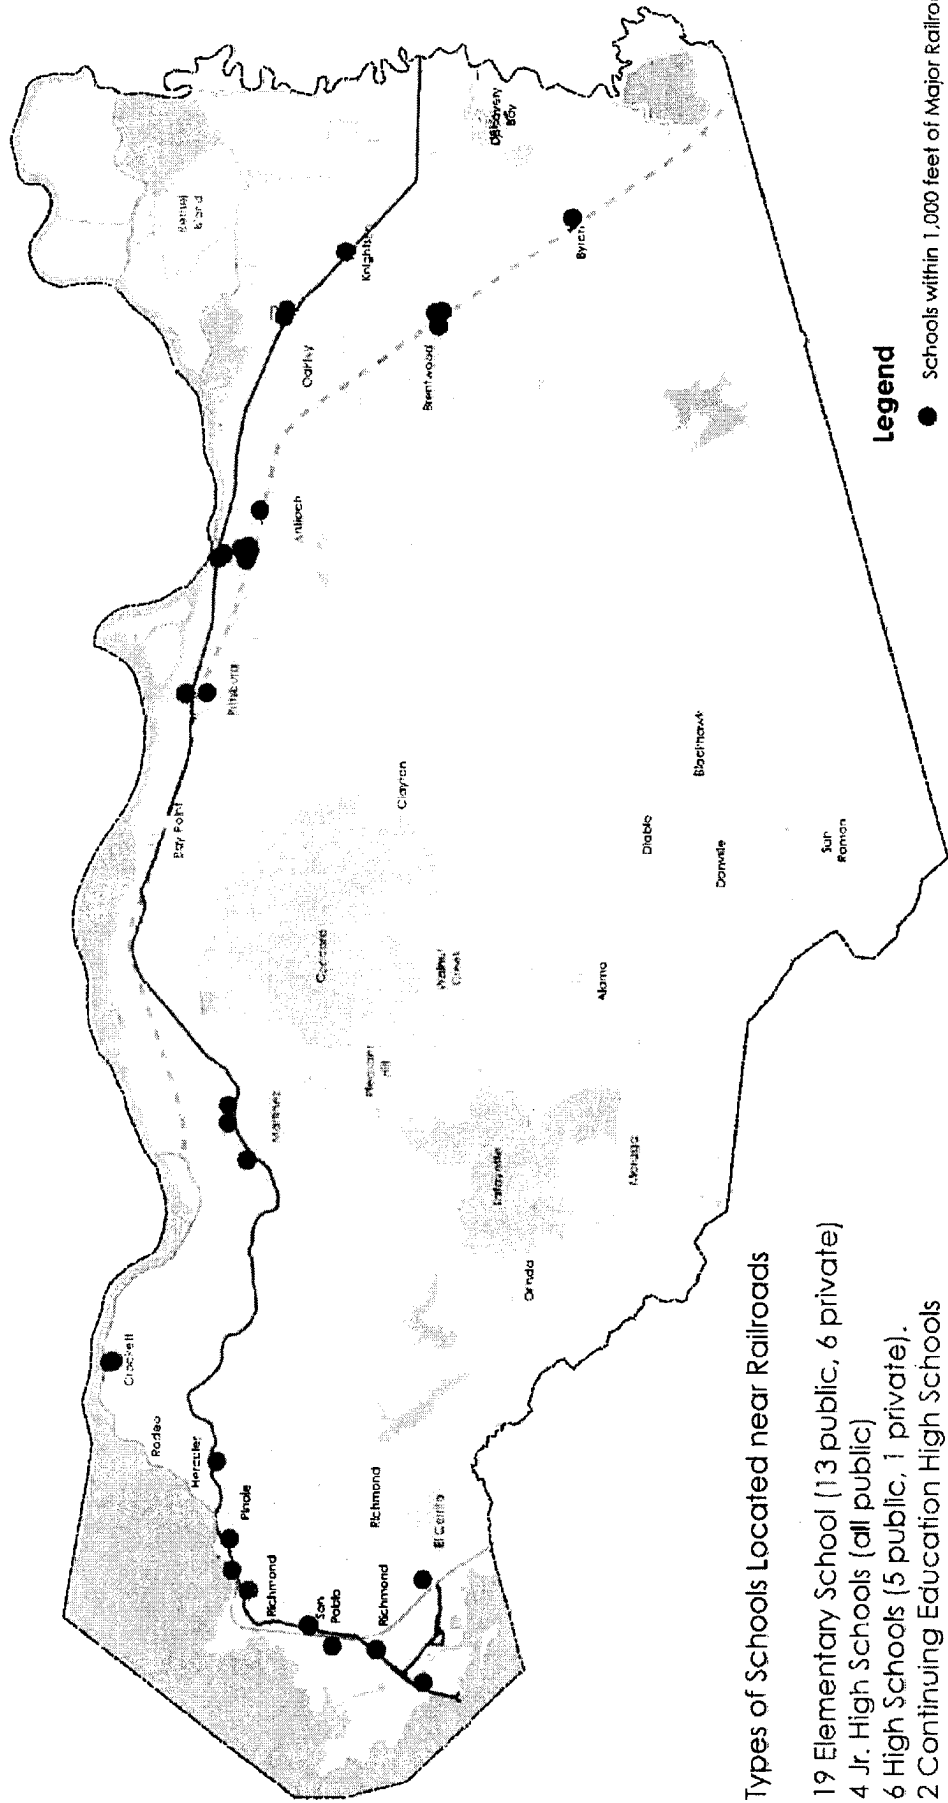 Crockett
Rodeo
Hercules
Pinole
Richmond
San
Pablo
Richmond
Richmond
El Cerrito
Martinez
Bay Point
Pittsburg
Antioch
Oakley
Knightsen
Bethel
Island
Discovery
Bay
Brentwood
Byron
Concord
Clayton
Pleasant
Hill
Walnut
Creek
Lafayette
Orinda
Moraga
Alamo
Diablo
Blackhawk
Danville
San
Ramon
Types of Schools Located near Railroads
19 Elementary School (13 public, 6 private)
4 Jr. High Schools (all public)
6 High Schools (5 public, 1 private).
2 Continuing Education High Schools
Legend
Schools within 1,000 feet of Major Railro